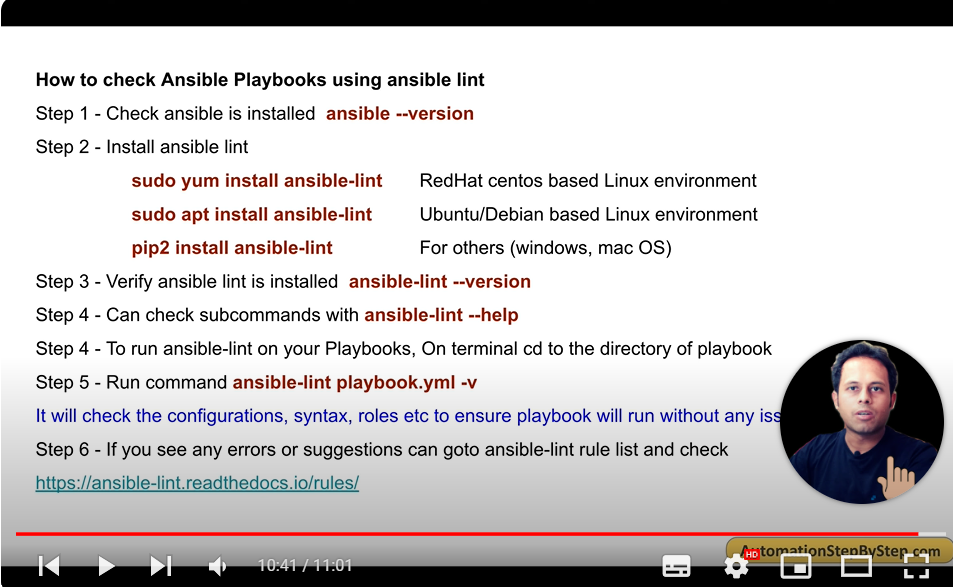 How to check Ansible Playbooks using ansible lint
Step 1 - Check ansible is installed ansible --version
Step 2 - Install ansible lint
sudo yum install ansible-lint RedHat centos based Linux environment
sudo apt install ansible-lint Ubuntu/Debian based Linux environment
pip2 install ansible-lint For others (windows, mac OS)
Step 3 - Verify ansible lint is installed ansible-lint --version
Step 4 - Can check subcommands with ansible-lint --help
Step 4 - To run ansible-lint on your Playbooks, On terminal cd to the directory of playbook
Step 5 - Run command ansible-lint playbook.yml -v
It will check the configurations, syntax, roles etc to ensure playbook will run without any iss
Step 6 - If you see any errors or suggestions can goto ansible-lint rule list and check
https://ansible-lint.readthedocs.io/rules/
AutomationStepByStep.com
10:41 / 11:01
HD